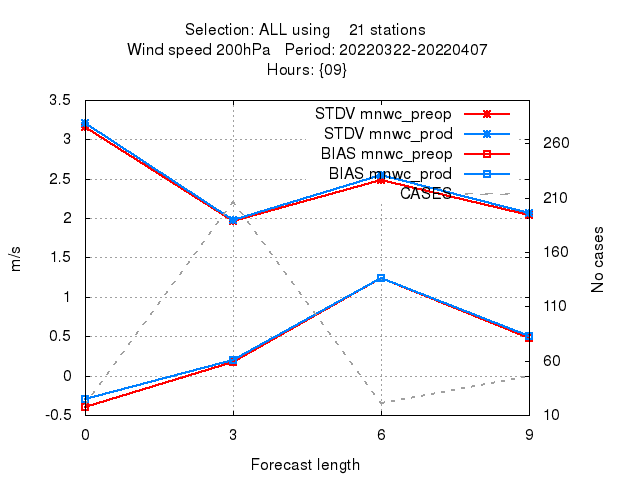 Selection: ALL using    21 stations
Wind speed 200hPa   Period: 20220322-20220407
Hours: {09}
3.5
3
2.5
2
1.5
1
0.5
0
-0.5
m/s
STDV mnwc_preop
STDV mnwc_prod
BIAS mnwc_preop
BIAS mnwc_prod
CASES
260
210
160
110
60
10
No cases
0 3 6 9
Forecast length